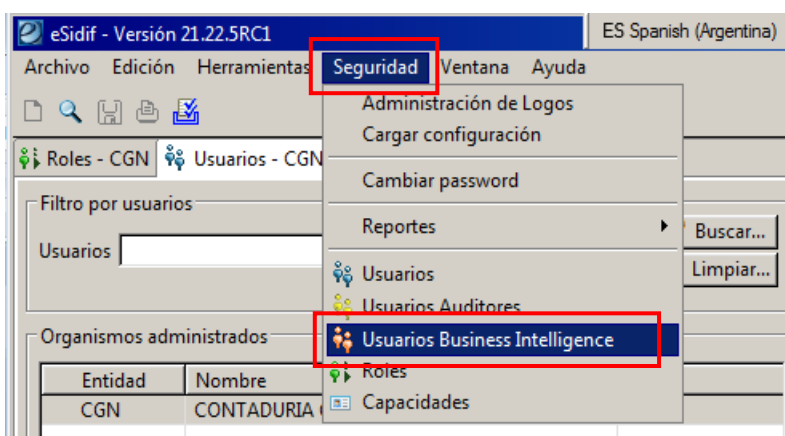 eSidif - Versión 21.22.5RC1
ES Spanish (Argentina)
Archivo Edición Herramientas Seguridad Ventana Ayuda
Administración de Logos
Cargar configuración
Roles - CGN Usuarios - CGN
Cambiar password
Filtro por usuarios
Reportes
Buscar...
Usuarios
Usuarios
Limpiar...
Usuarios Auditores
Organismos administrados
Usuarios Business Intelligence
Entidad Nombre
Roles
CGN CONTADURIA
Capacidades